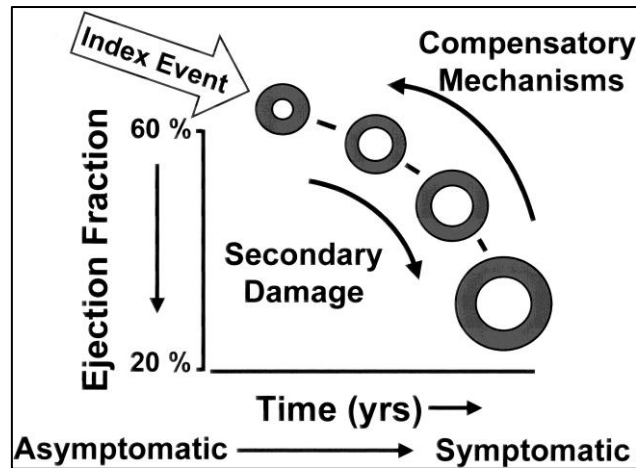 Index Event
Compensatory
Mechanisms
60 %
Ejection Fraction
Secondary
Damage
20 %
Time (yrs)
Asymptomatic
Symptomatic